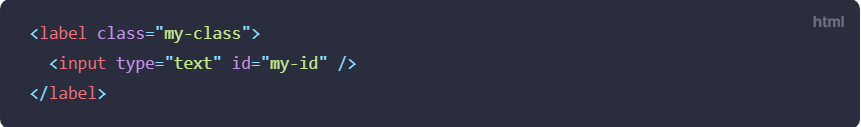 html
<label class="my-class">
  <input type="text" id="my-id" />
</label>